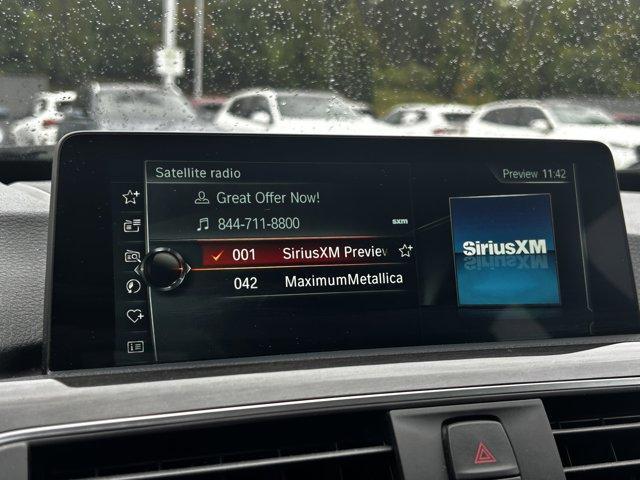 Satellite radio
Preview 11:42
Great Offer Now!
844-711-8800
sxm
001 SiriusXM Preview
042 MaximumMetallica
SiriusXM